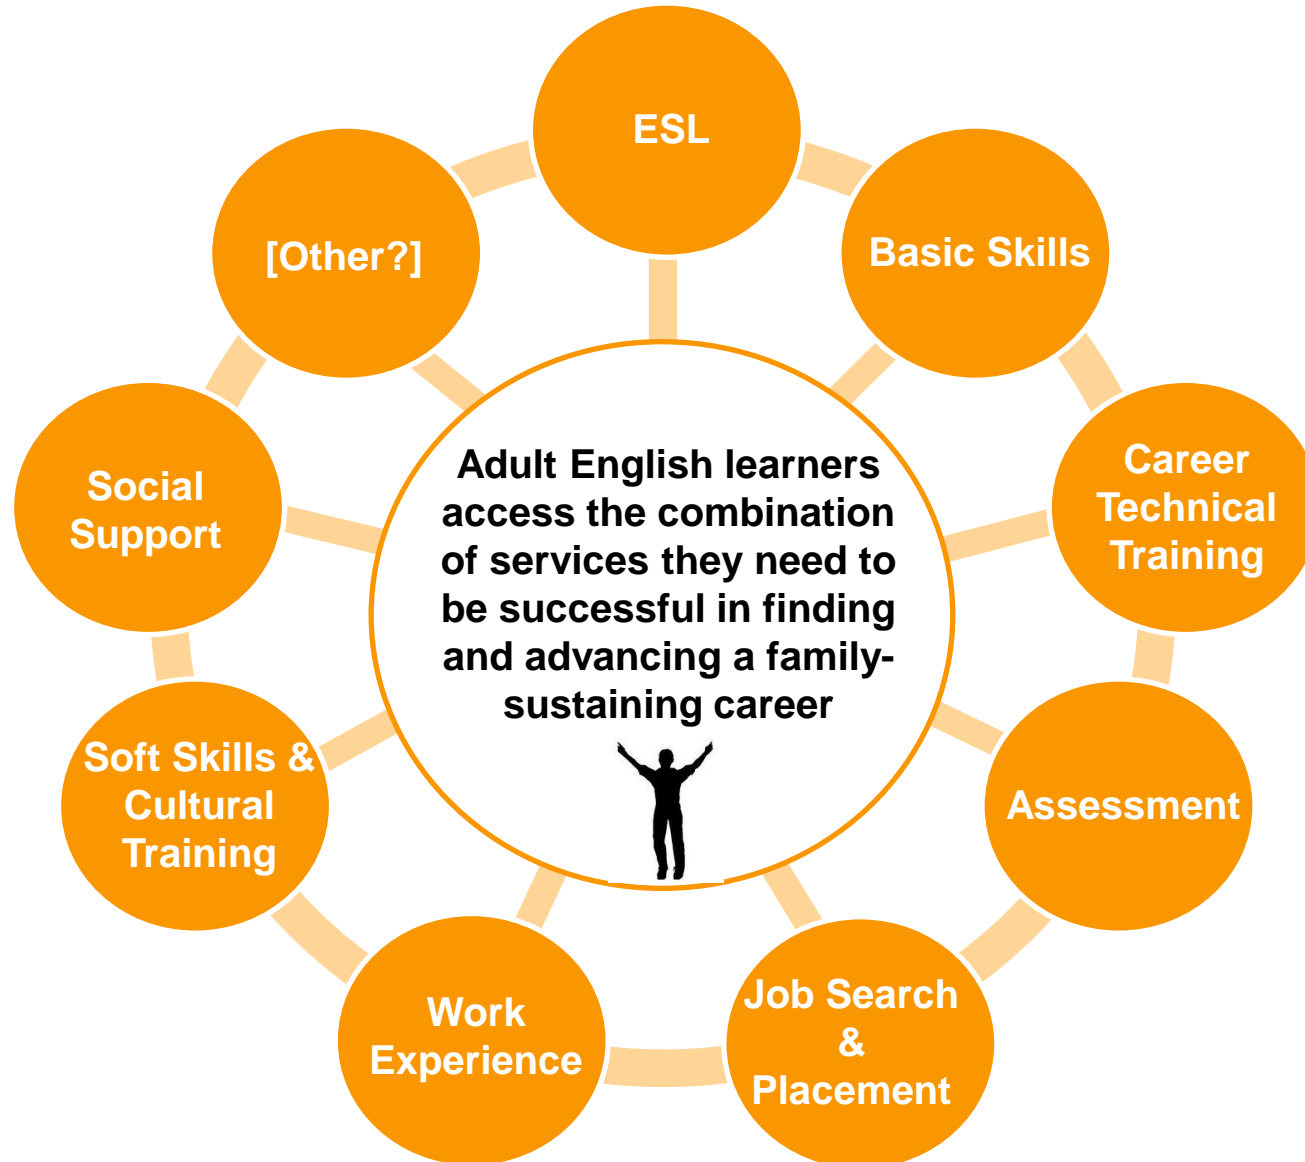 ESL
Basic Skills
Career
Technical
Training
Assessment
Job Search
&
Placement
Work
Experience
Soft Skills &
Cultural
Training
Social
Support
[Other?]
Adult English learners
access the combination
of services they need to
be successful in finding
and advancing a family-
sustaining career